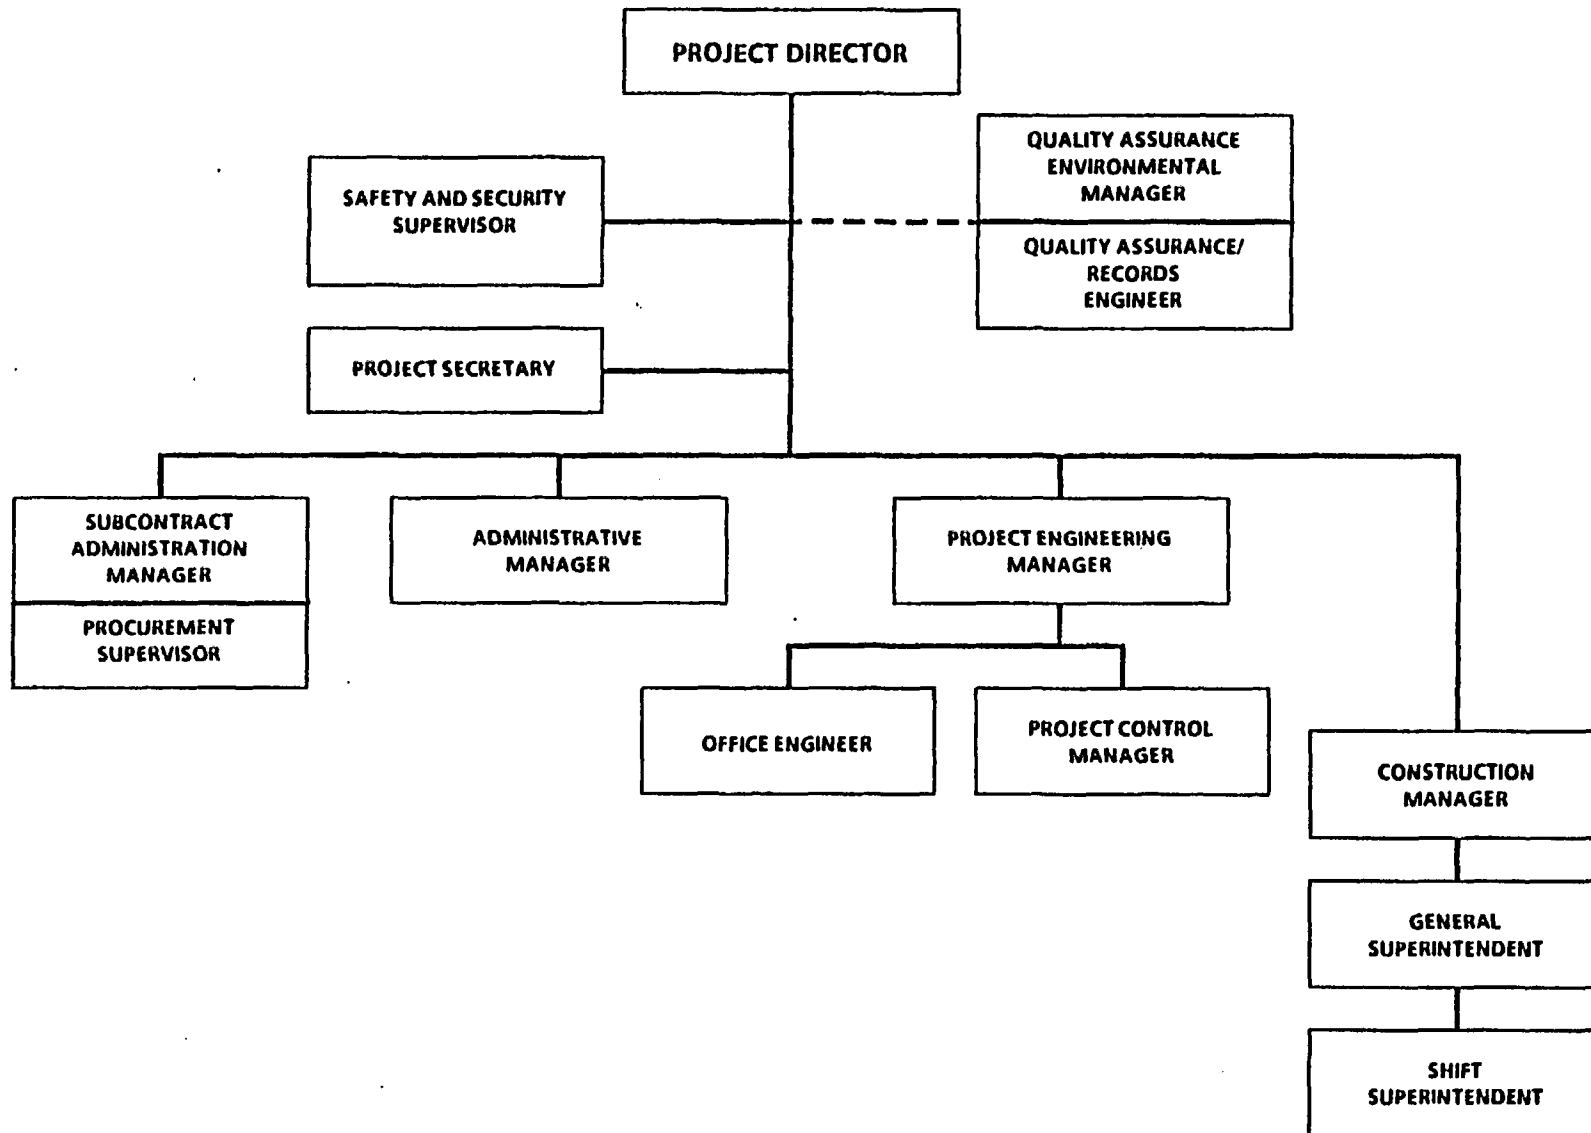 PROJECT DIRECTOR
QUALITY ASSURANCE
ENVIRONMENTAL
MANAGER
SAFETY AND SECURITY
SUPERVISOR
QUALITY ASSURANCE/
RECORDS
ENGINEER
PROJECT SECRETARY
SUBCONTRACT
ADMINISTRATION
MANAGER
ADMINISTRATIVE
MANAGER
PROJECT ENGINEERING
MANAGER
PROCUREMENT
SUPERVISOR
OFFICE ENGINEER
PROJECT CONTROL
MANAGER
CONSTRUCTION
MANAGER
GENERAL
SUPERINTENDENT
SHIFT
SUPERINTENDENT